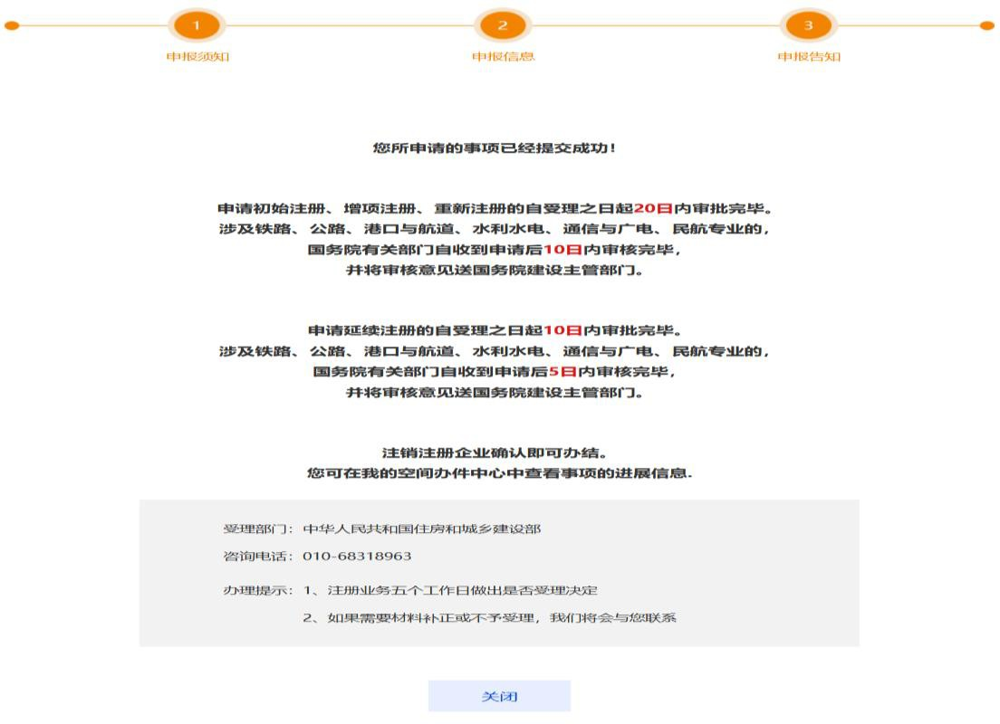 1
2
3
申报须知
申报信息
申报告知
您所申请的事项已经提交成功!
申请初始注册、增项注册、重新注册的自受理之日起20日内审批完毕。
涉及铁路、公路、港口与航道、水利水电、通信与广电、民航专业的,
国务院有关部门自收到申请后10日内审核完毕,
并将审核意见送国务院建设主管部门。
申请延续注册的自受理之日起10日内审批完毕。
涉及铁路、公路、港口与航道、水利水电、通信与广电、民航专业的,
国务院有关部门自收到申请后5日内审核完毕,
并将审核意见送国务院建设主管部门。
注销注册企业确认即可办结。
您可在我的空间办件中心中查看事项的进展信息.
受理部门：中华人民共和国住房和城乡建设部
咨询电话：010-68318963
办理提示：1、注册业务五个工作日做出是否受理决定
2、如果需要材料补正或不予受理，我们将会与您联系
关闭